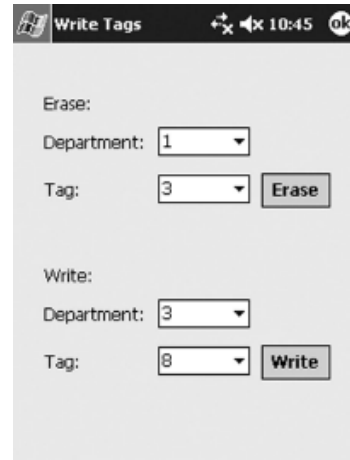 Write Tags 10:45 ok
Erase:
Department: 1
Tag: 3 Erase
Write:
Department: 3
Tag: 8 Write